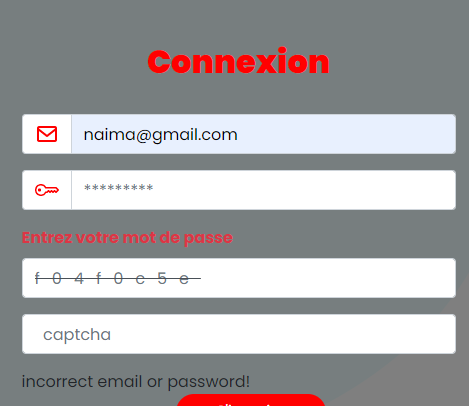 Connexion
naima@gmail.com
*********
Entrez votre mot de passe
f 0 4 f 0 c 5 e
captcha
incorrect email or password!